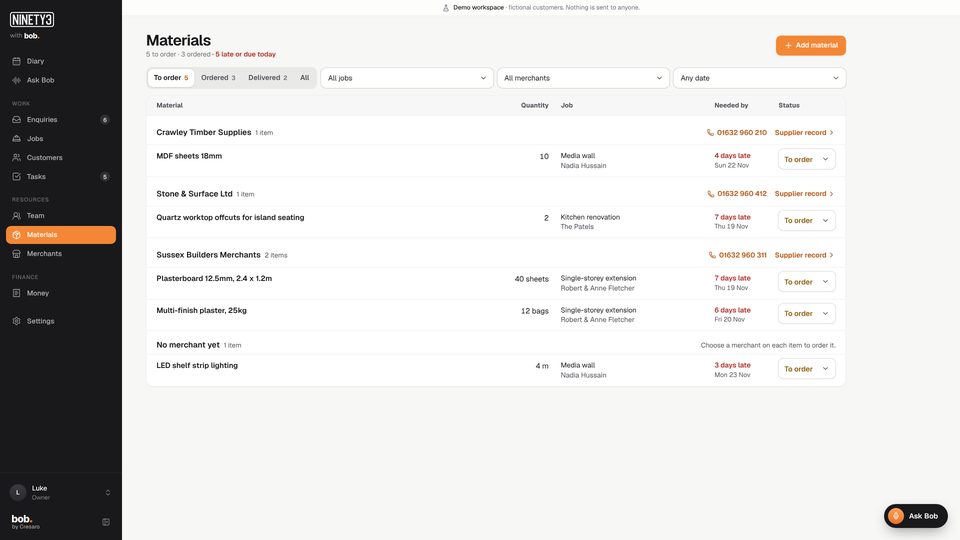 NINETY3
with bob.
Diary
Ask Bob
WORK
Enquiries 6
Jobs
Customers
Tasks 5
RESOURCES
Team
Materials
Merchants
FINANCE
Money
Settings
L
Luke
Owner
bob.
by Cresaro
Demo workspace · fictional customers. Nothing is sent to anyone.
Materials
5 to order · 3 ordered · 5 late or due today
Add material
To order 5 Ordered 3 Delivered 2 All
All jobs
All merchants
Any date
Material Quantity Job Needed by Status
Crawley Timber Supplies 1 item 01632 960 210 Supplier record
MDF sheets 18mm 10 Media wall 4 days late To order
Nadia Hussain Sun 22 Nov
Stone & Surface Ltd 1 item 01632 960 412 Supplier record
Quartz worktop offcuts for island seating 2 Kitchen renovation 7 days late To order
The Patels Thu 19 Nov
Sussex Builders Merchants 2 items 01632 960 311 Supplier record
Plasterboard 12.5mm, 2.4 x 1.2m 40 sheets Single-storey extension 7 days late To order
Robert & Anne Fletcher Thu 19 Nov
Multi-finish plaster, 25kg 12 bags Single-storey extension 6 days late To order
Robert & Anne Fletcher Fri 20 Nov
No merchant yet 1 item Choose a merchant on each item to order it.
LED shelf strip lighting 4 m Media wall 3 days late To order
Nadia Hussain Mon 23 Nov
Ask Bob